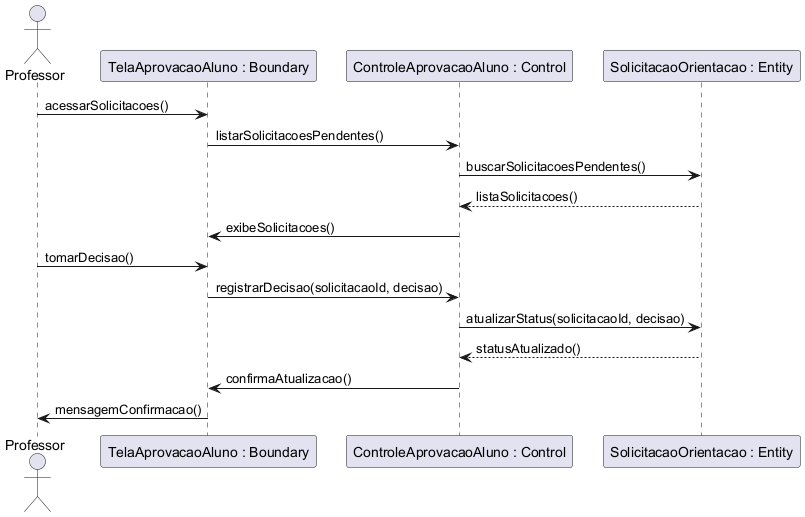 Professor
TelaAprovacaoAluno : Boundary
ControleAprovacaoAluno : Control
SolicitacaoOrientacao : Entity
acessarSolicitacoes()
listarSolicitacoesPendentes()
buscarSolicitacoesPendentes()
listaSolicitacoes()
exibeSolicitacoes()
tomarDecisao()
registrarDecisao(solicitacaoId, decisao)
atualizarStatus(solicitacaoId, decisao)
statusAtualizado()
confirmaAtualizacao()
mensagemConfirmacao()
Professor
TelaAprovacaoAluno : Boundary
ControleAprovacaoAluno : Control
SolicitacaoOrientacao : Entity